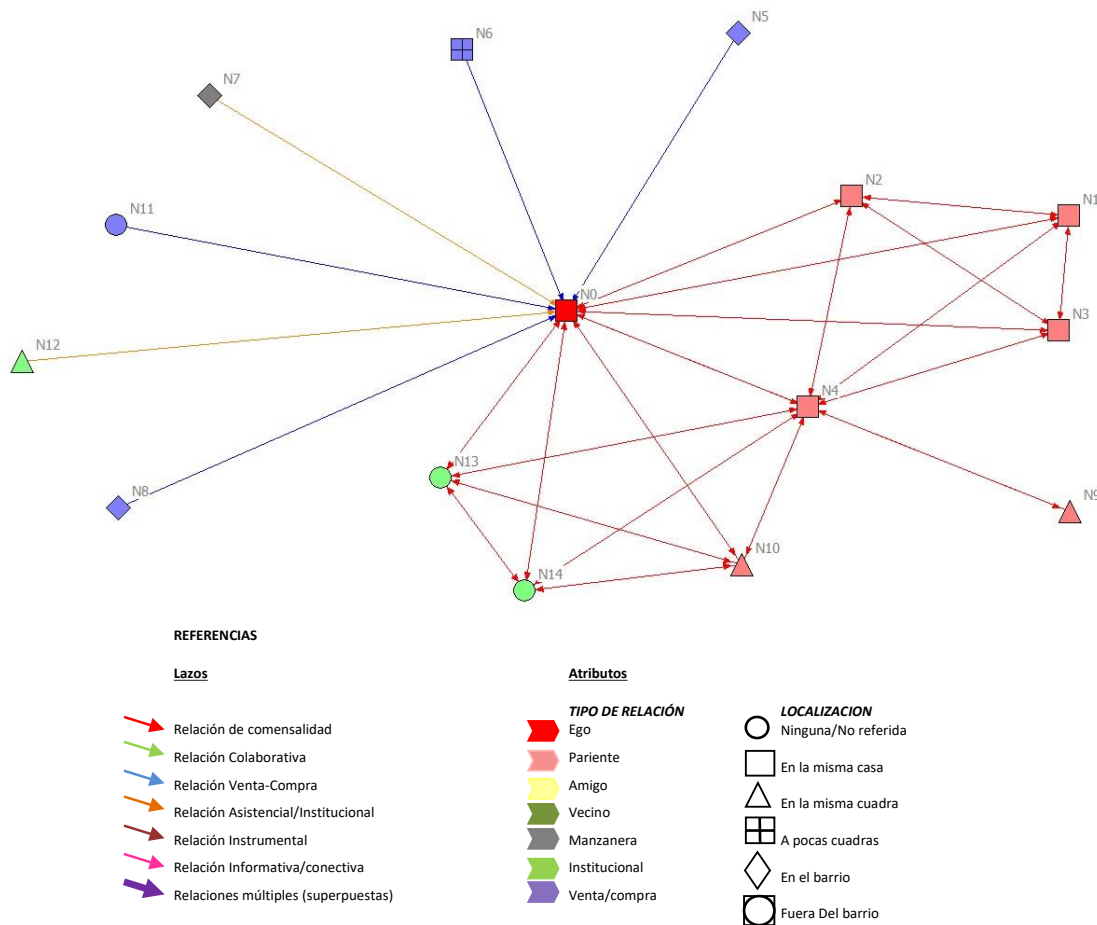 N5
N6
N7
N2
N1
N11
N0
N3
N12
N4
N13
N8
N9
N10
N14
REFERENCIAS
Lazos
Atributos
TIPO DE RELACIÓN
LOCALIZACION
Relación de comensalidad
Ego
Ninguna/No referida
Relación Colaborativa
Pariente
En la misma casa
Relación Venta-Compra
Amigo
En la misma cuadra
Relación Asistencial/Institucional
Vecino
A pocas cuadras
Relación Instrumental
Manzanera
En el barrio
Relación Informativa/conectiva
Institucional
Relaciones múltiples (superpuestas)
Venta/compra
Fuera Del barrio